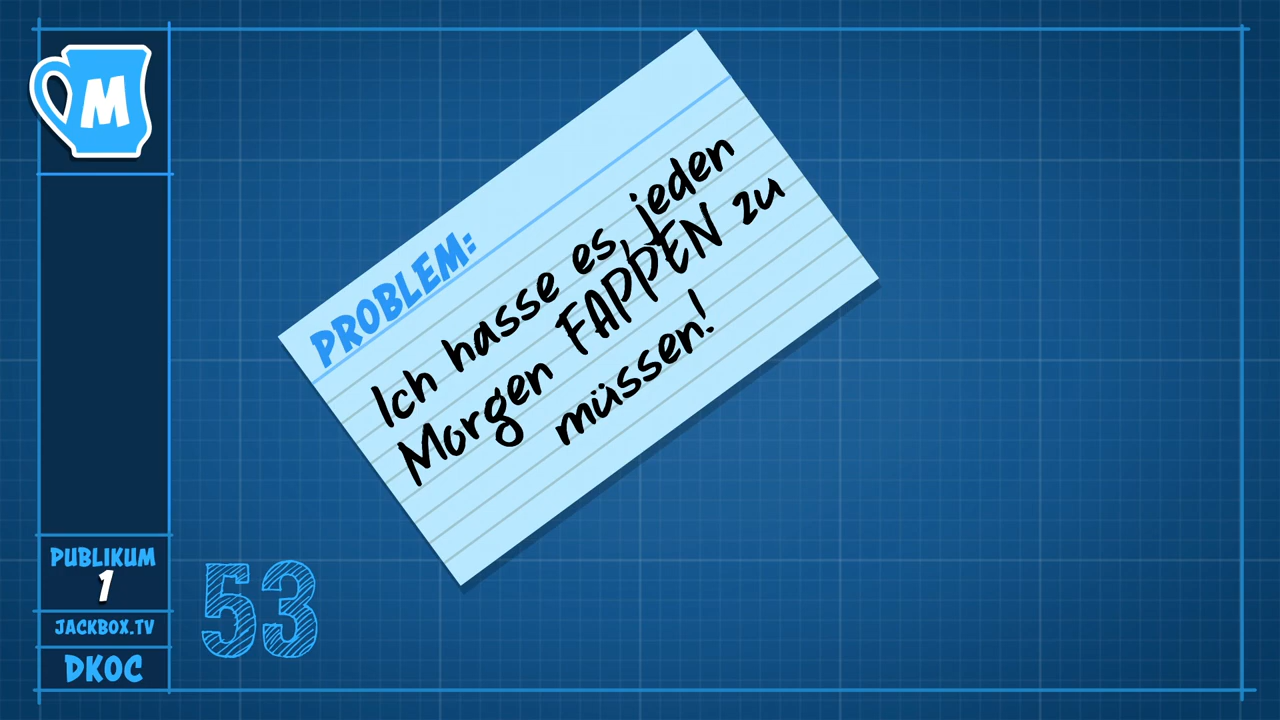 M
PROBLEM:
Ich hasse es, jeden
Morgen FAPPEN zu
müssen!
PUBLIKUM
1
JACKBOX.TV
DKOC
53